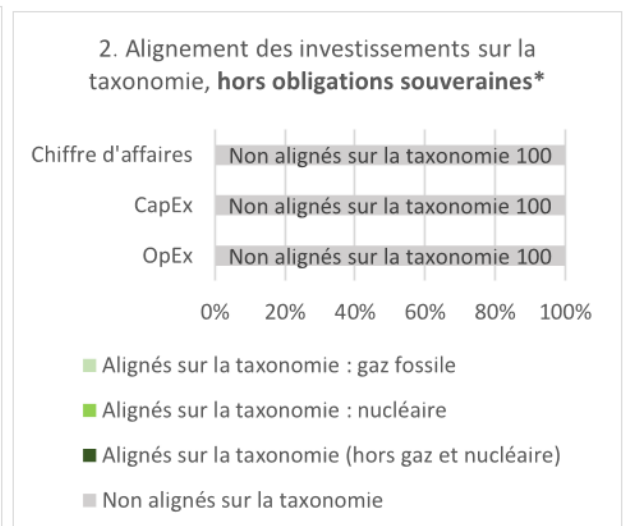 2. Alignement des investissements sur la
taxonomie, hors obligations souveraines*
Chiffre d'affaires
Non alignés sur la taxonomie 100
CapEx
Non alignés sur la taxonomie 100
OpEx
Non alignés sur la taxonomie 100
0% 20% 40% 60% 80% 100%
Alignés sur la taxonomie : gaz fossile
Alignés sur la taxonomie : nucléaire
Alignés sur la taxonomie (hors gaz et nucléaire)
Non alignés sur la taxonomie